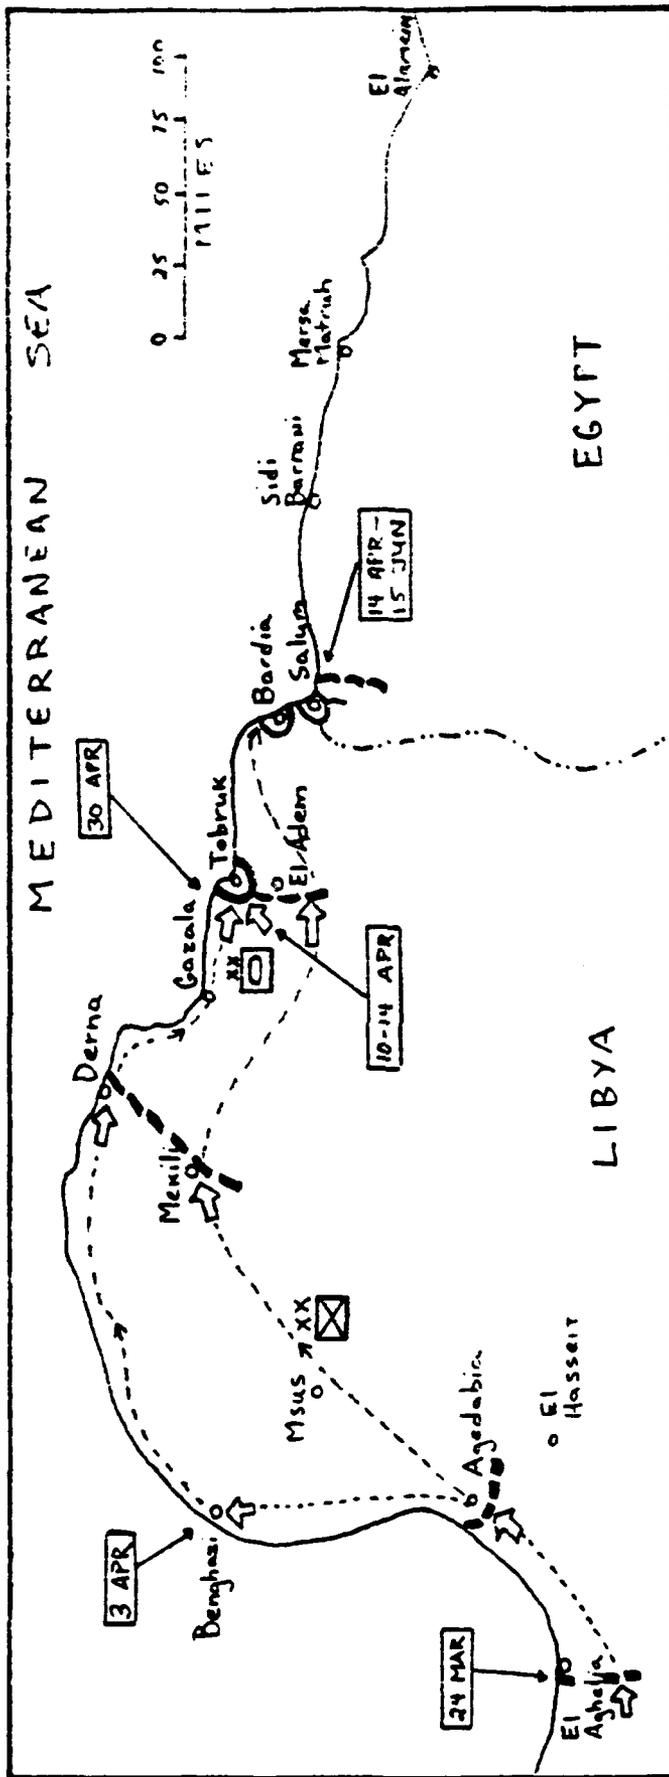 MEDITERRANEAN SEA
0 25 50 75 100
MILES
El
Alamein
Mersa
Matruh
Sidi
Barrani
14 APR -
15 JUN
EGYPT
Bardia
Salum
30 APR
Tobruk
El Adem
Gazala
XX
10-14 APR
Derna
Mekili
LIBYA
XX
Msus
El
Hasseit
Agedabia
3 APR
Benghazi
24 MAR
El
Agheila